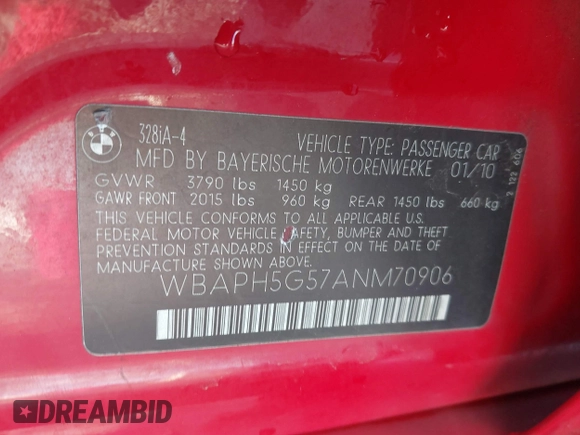 BMW
328iA-4
VEHICLE TYPE: PASSENGER CAR
MFD BY BAYERISCHE MOTORENWERKE 01/10
GVWR 3790 lbs 1450 kg
GAWR FRONT 2015 lbs 960 kg REAR 1450 lbs 660 kg
THIS VEHICLE CONFORMS TO ALL APPLICABLE U.S.
FEDERAL MOTOR VEHICLE SAFETY, BUMPER AND THEFT
PREVENTION STANDARDS IN EFFECT ON THE DATE OF
MANUFACTURE SHOWN ABOVE.
WBAPH5G57ANM70906
DREAMBID